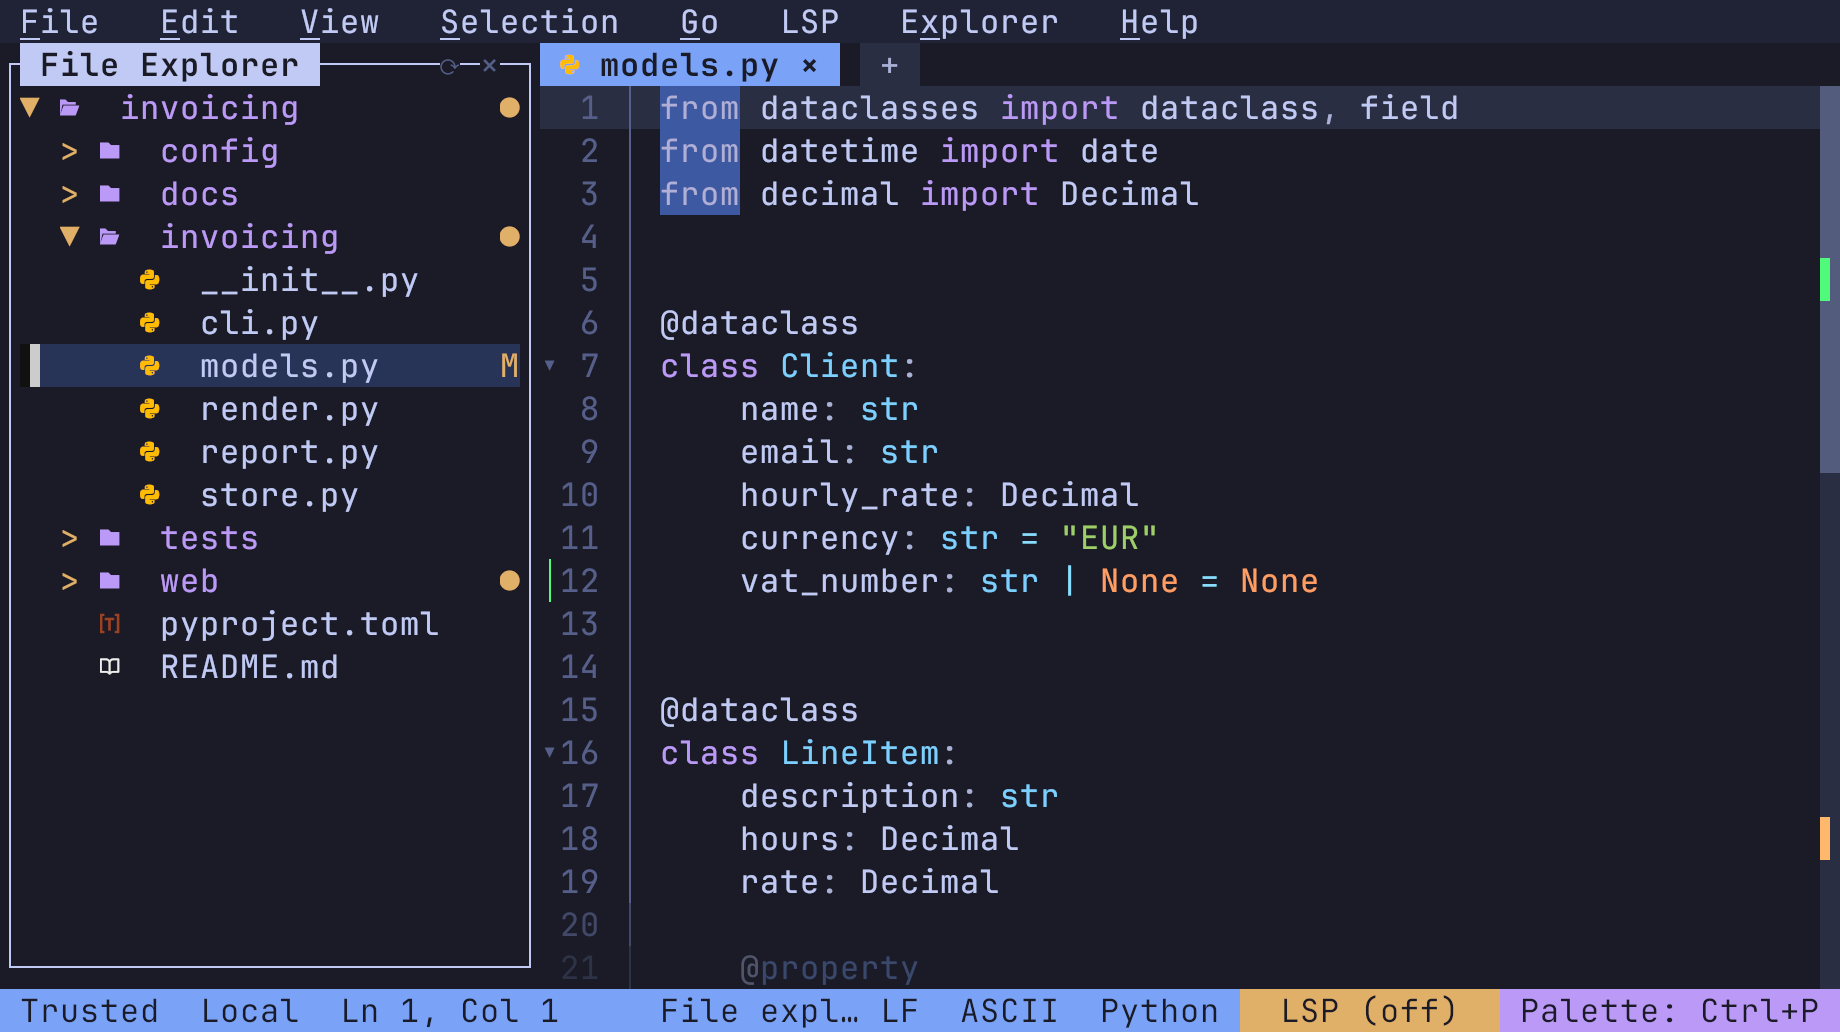 File Edit View Selection Go LSP Explorer Help
File Explorer
invoicing
config
docs
invoicing
__init__.py
cli.py
models.py M
render.py
report.py
store.py
tests
web
pyproject.toml
README.md
models.py × +
1 from dataclasses import dataclass, field
2 from datetime import date
3 from decimal import Decimal
4
5
6 @dataclass
7 class Client:
8 name: str
9 email: str
10 hourly_rate: Decimal
11 currency: str = "EUR"
12 vat_number: str | None = None
13
14
15 @dataclass
16 class LineItem:
17 description: str
18 hours: Decimal
19 rate: Decimal
20
21 @property
Trusted Local Ln 1, Col 1 File expl… LF ASCII Python LSP (off) Palette: Ctrl+P